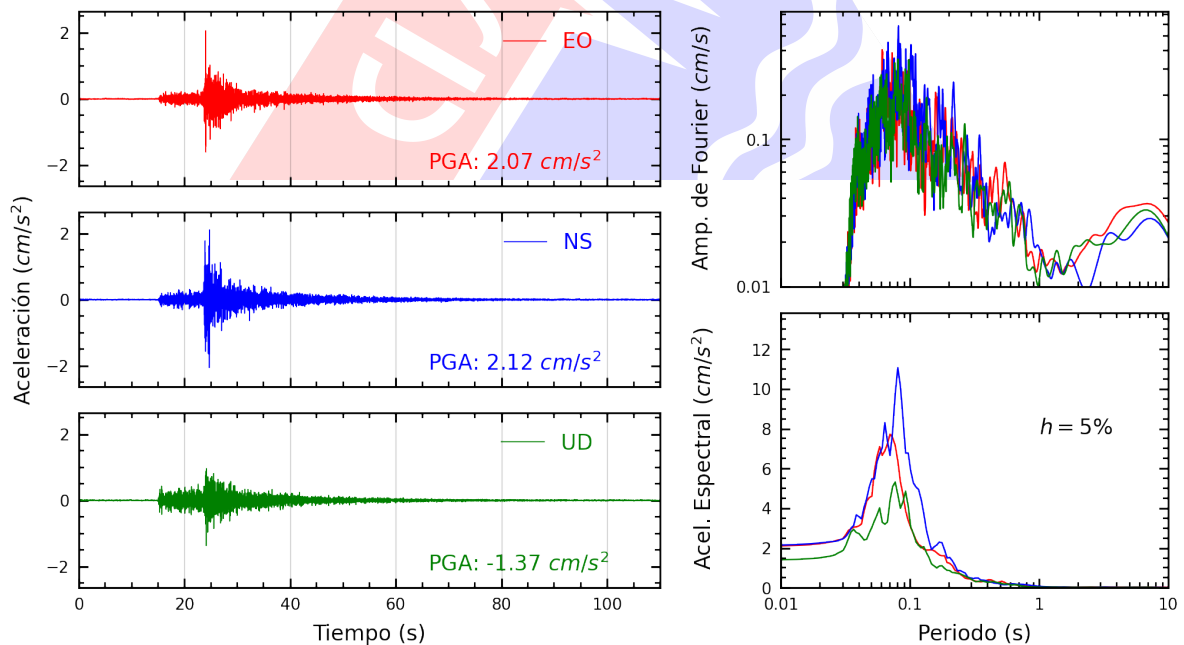 Aceleración (cm/s²)
2
0
−2
EO
PGA: 2.07 cm/s²
2
0
−2
NS
PGA: 2.12 cm/s²
2
0
−2
UD
PGA: -1.37 cm/s²
0 20 40 60 80 100
Tiempo (s)
Amp. de Fourier (cm/s)
0.1
0.01
Acel. Espectral (cm/s²)
12
10
8
6
4
2
0
h = 5%
0.01 0.1 1 10
Periodo (s)